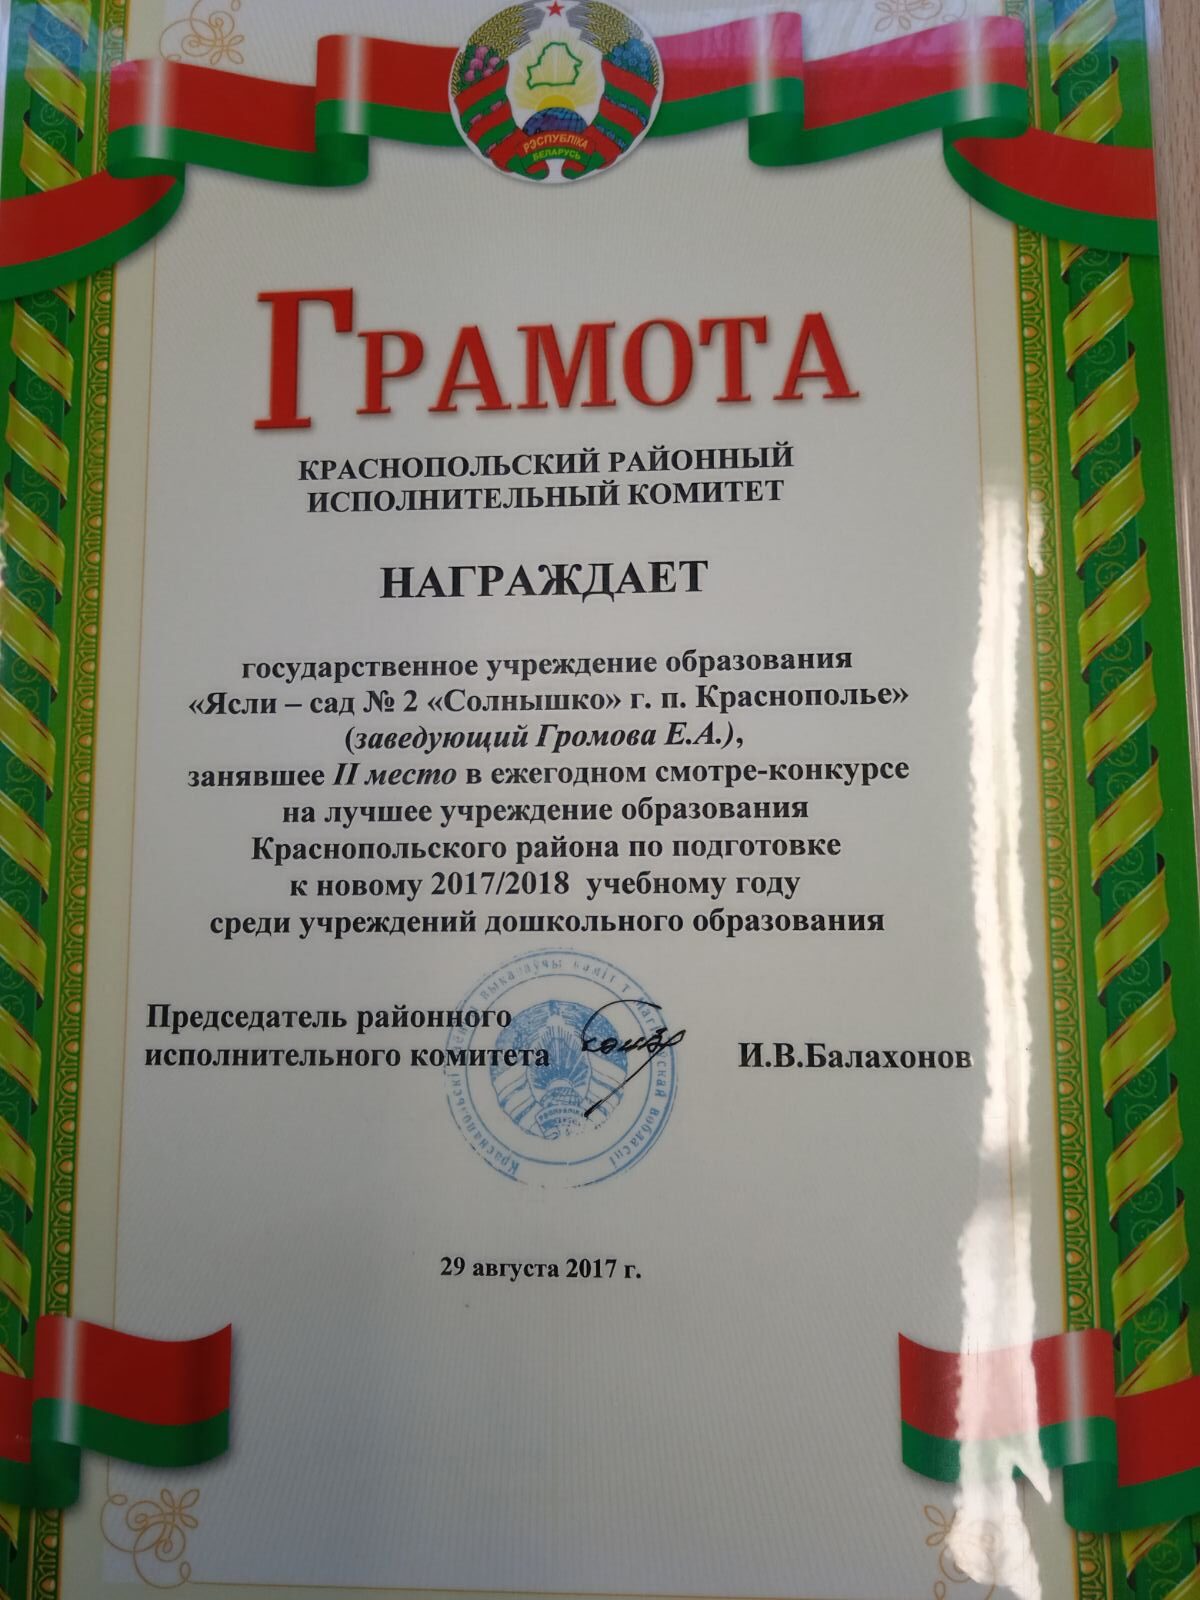 РЭСПУБЛІКА
БЕЛАРУСЬ
ГРАМОТА
КРАСНОПОЛЬСКИЙ РАЙОННЫЙ
ИСПОЛНИТЕЛЬНЫЙ КОМИТЕТ
НАГРАЖДАЕТ
государственное учреждение образования
«Ясли – сад № 2 «Солнышко» г. п. Краснополье»
(заведующий Громова Е.А.),
занявшее II место в ежегодном смотре-конкурсе
на лучшее учреждение образования
Краснопольского района по подготовке
к новому 2017/2018 учебному году
среди учреждений дошкольного образования
Председатель районного
исполнительного комитета И.В.Балахонов
29 августа 2017 г.